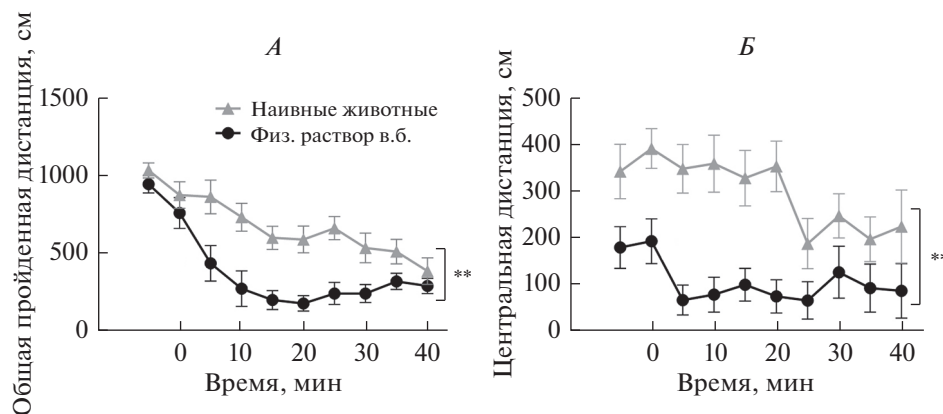 А
Общая пройденная дистанция, см
1500
1000
500
0
Наивные животные
Физ. раствор в.б.
**
0 10 20 30 40
Время, мин
Б
Центральная дистанция, см
500
400
300
200
100
0
**
0 10 20 30 40
Время, мин